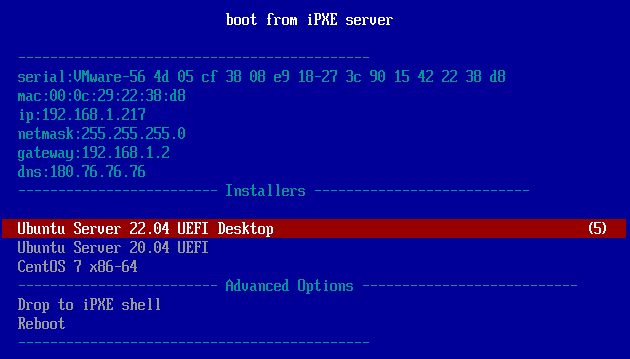 boot from iPXE server
--------------------------------------------
serial:VMware-56 4d 05 cf 38 08 e9 18-27 3c 90 15 42 22 38 d8
mac:00:0c:29:22:38:d8
ip:192.168.1.217
netmask:255.255.255.0
gateway:192.168.1.2
dns:180.76.76.76
------------------------- Installers ---------------------------
Ubuntu Server 22.04 UEFI Desktop (5)
Ubuntu Server 20.04 UEFI
CentOS 7 x86-64
------------------------- Advanced Options ---------------------------
Drop to iPXE shell
Reboot
--------------------------------------------